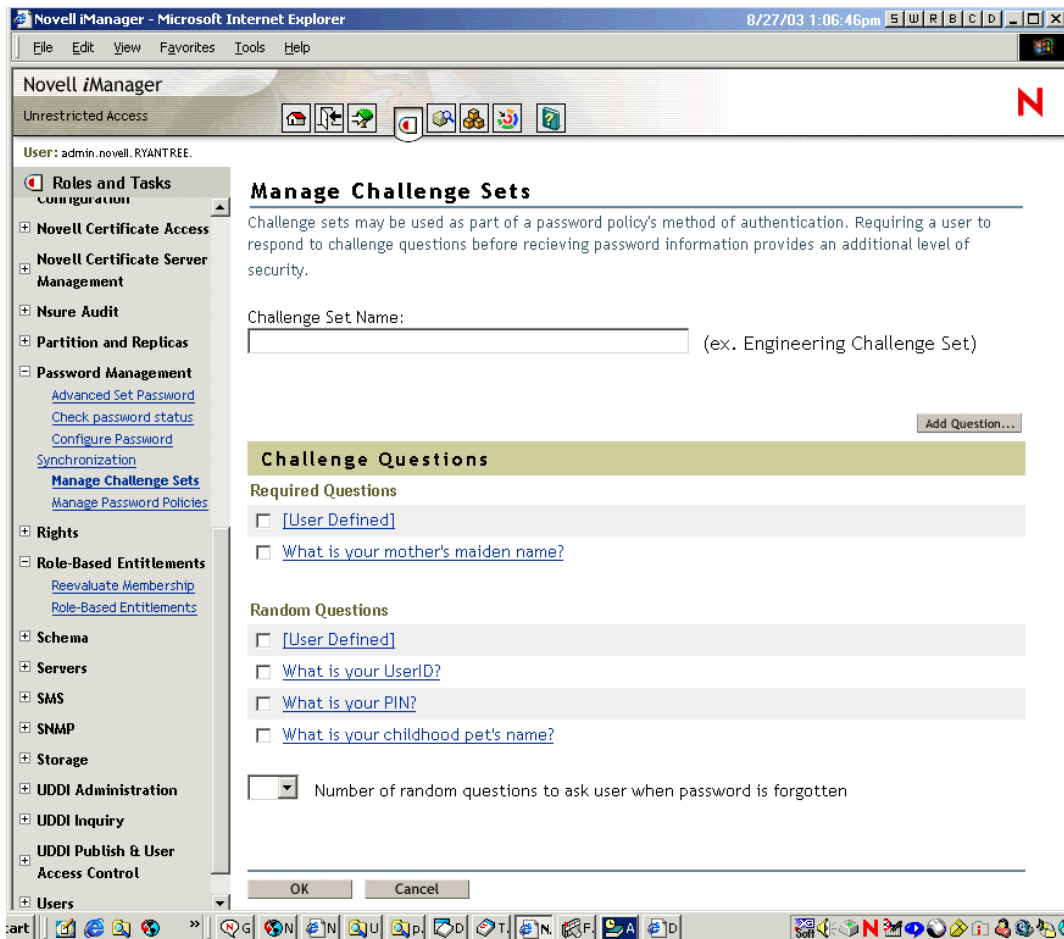 Novell iManager - Microsoft Internet Explorer 8/27/03 1:06:46pm S W R B C D
File Edit View Favorites Tools Help
Novell iManager
Unrestricted Access
N
User: admin.novell.RYANTREE.
Roles and Tasks
Configuration
Novell Certificate Access
Novell Certificate Server
Management
Nsure Audit
Partition and Replicas
Password Management
Advanced Set Password
Check password status
Configure Password
Synchronization
Manage Challenge Sets
Manage Password Policies
Rights
Role-Based Entitlements
Reevaluate Membership
Role-Based Entitlements
Schema
Servers
SMS
SNMP
Storage
UDDI Administration
UDDI Inquiry
UDDI Publish & User
Access Control
Users
Manage Challenge Sets
Challenge sets may be used as part of a password policy's method of authentication. Requiring a user to
respond to challenge questions before recieving password information provides an additional level of
security.
Challenge Set Name:
(ex. Engineering Challenge Set)
Add Question...
Challenge Questions
Required Questions
[User Defined]
What is your mother's maiden name?
Random Questions
[User Defined]
What is your UserID?
What is your PIN?
What is your childhood pet's name?
Number of random questions to ask user when password is forgotten
OK Cancel
tart » G N N U p. D T. N. F. A D